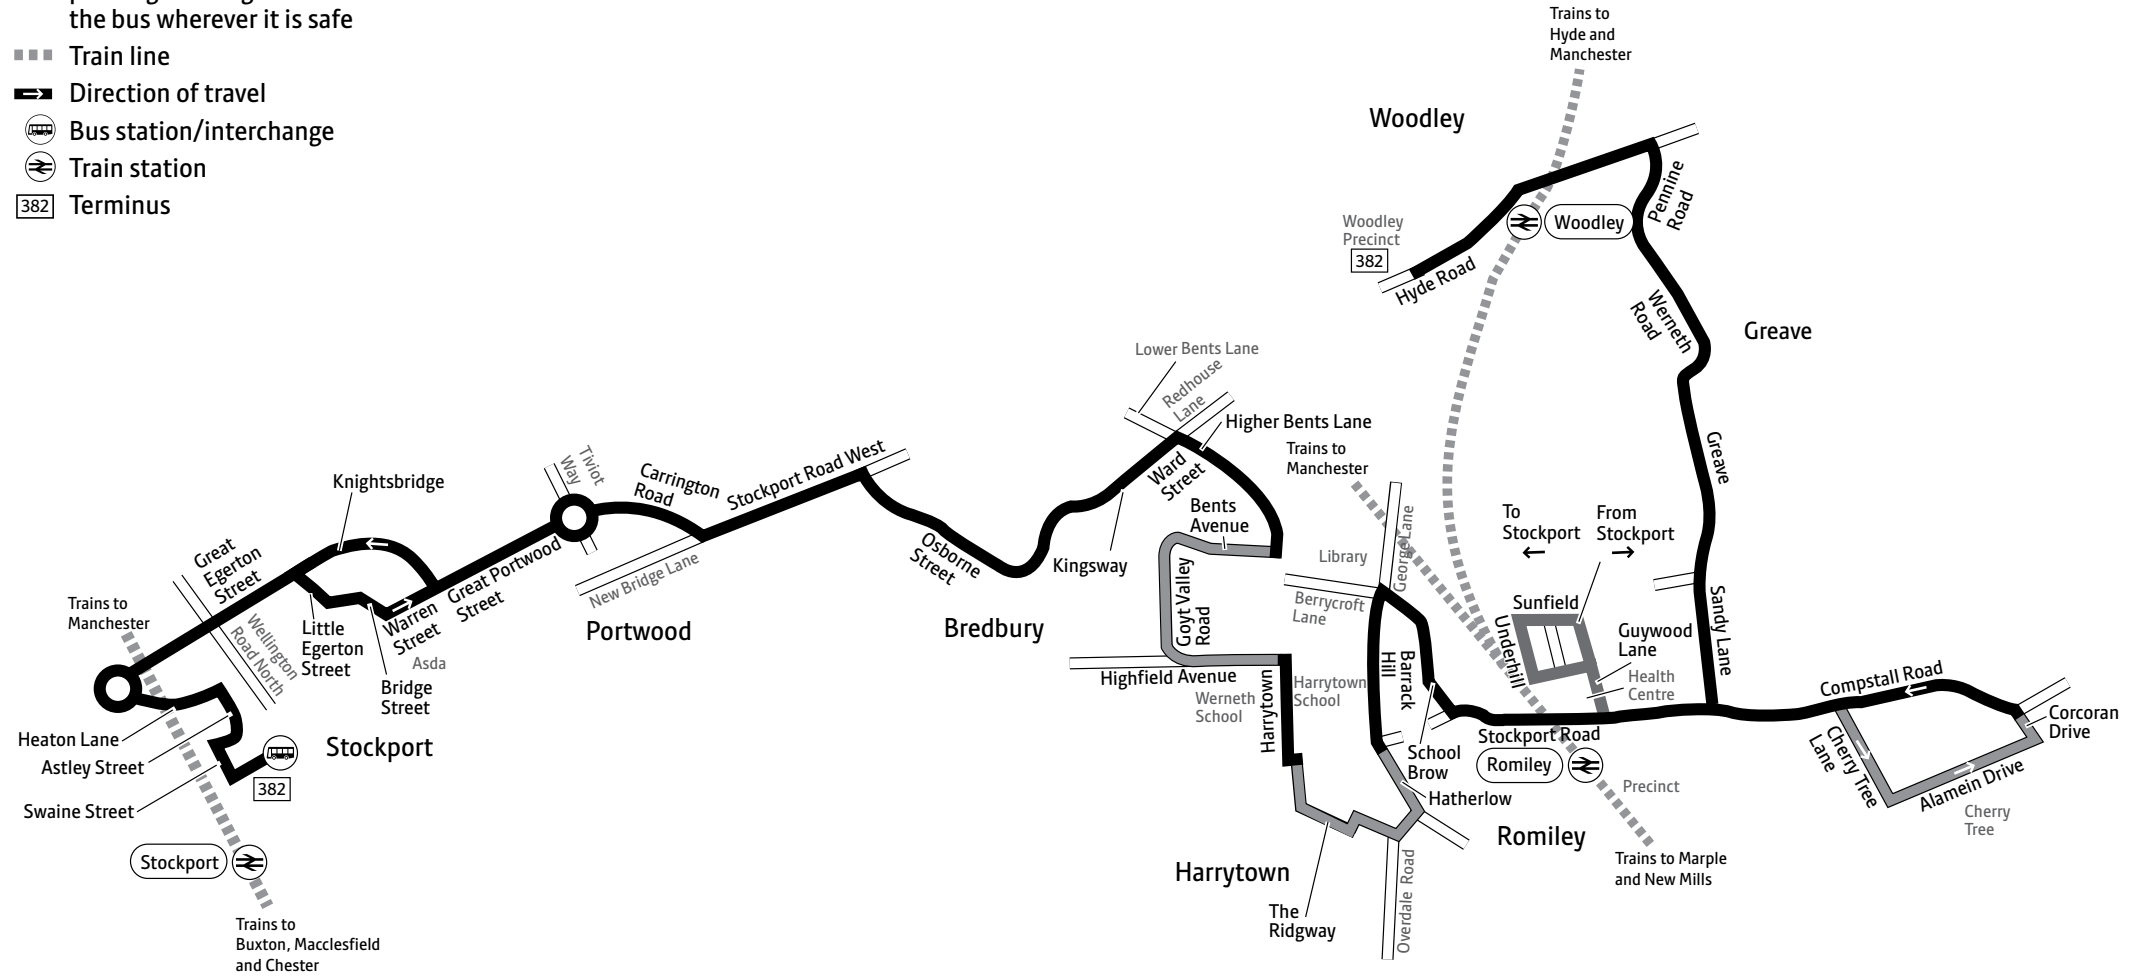 the bus wherever it is safe
Train line
Direction of travel
Bus station/interchange
Train station
382
Terminus
Trains to
Hyde and
Manchester
Woodley
Woodley
Precinct
382
Hyde Road
Woodley
Pennine
Road
Werneth
Road
Greave
Greave
Sandy Lane
Lower Bents Lane
Redhouse
Lane
Higher Bents Lane
Ward
Street
Trains to
Manchester
Bents
Avenue
Kingsway
Osborne
Street
Bredbury
Stockport Road West
Carrington
Road
Tiviot
Way
New Bridge Lane
Portwood
Great Portwood
Street
Knightsbridge
Great
Egerton
Street
Wellington
Road North
Little
Egerton
Street
Warren
Street
Asda
Bridge
Street
Trains to
Manchester
Heaton Lane
Astley Street
Swaine Street
Stockport
382
Stockport
Trains to
Buxton, Macclesfield
and Chester
Goyt Valley
Road
Highfield Avenue
Werneth
School
Harrytown
Harrytown
School
Harrytown
The
Ridgway
Overdale Road
Library
George Lane
Berrycroft
Lane
Barrack
Hill
School
Brow
Hatherlow
Romiley
Stockport Road
Romiley
Precinct
Trains to Marple
and New Mills
To
Stockport
From
Stockport
Sunfield
Underhill
Guywood
Lane
Health
Centre
Compstall Road
Cherry Tree
Lane
Alamein Drive
Cherry
Tree
Corcoran
Drive